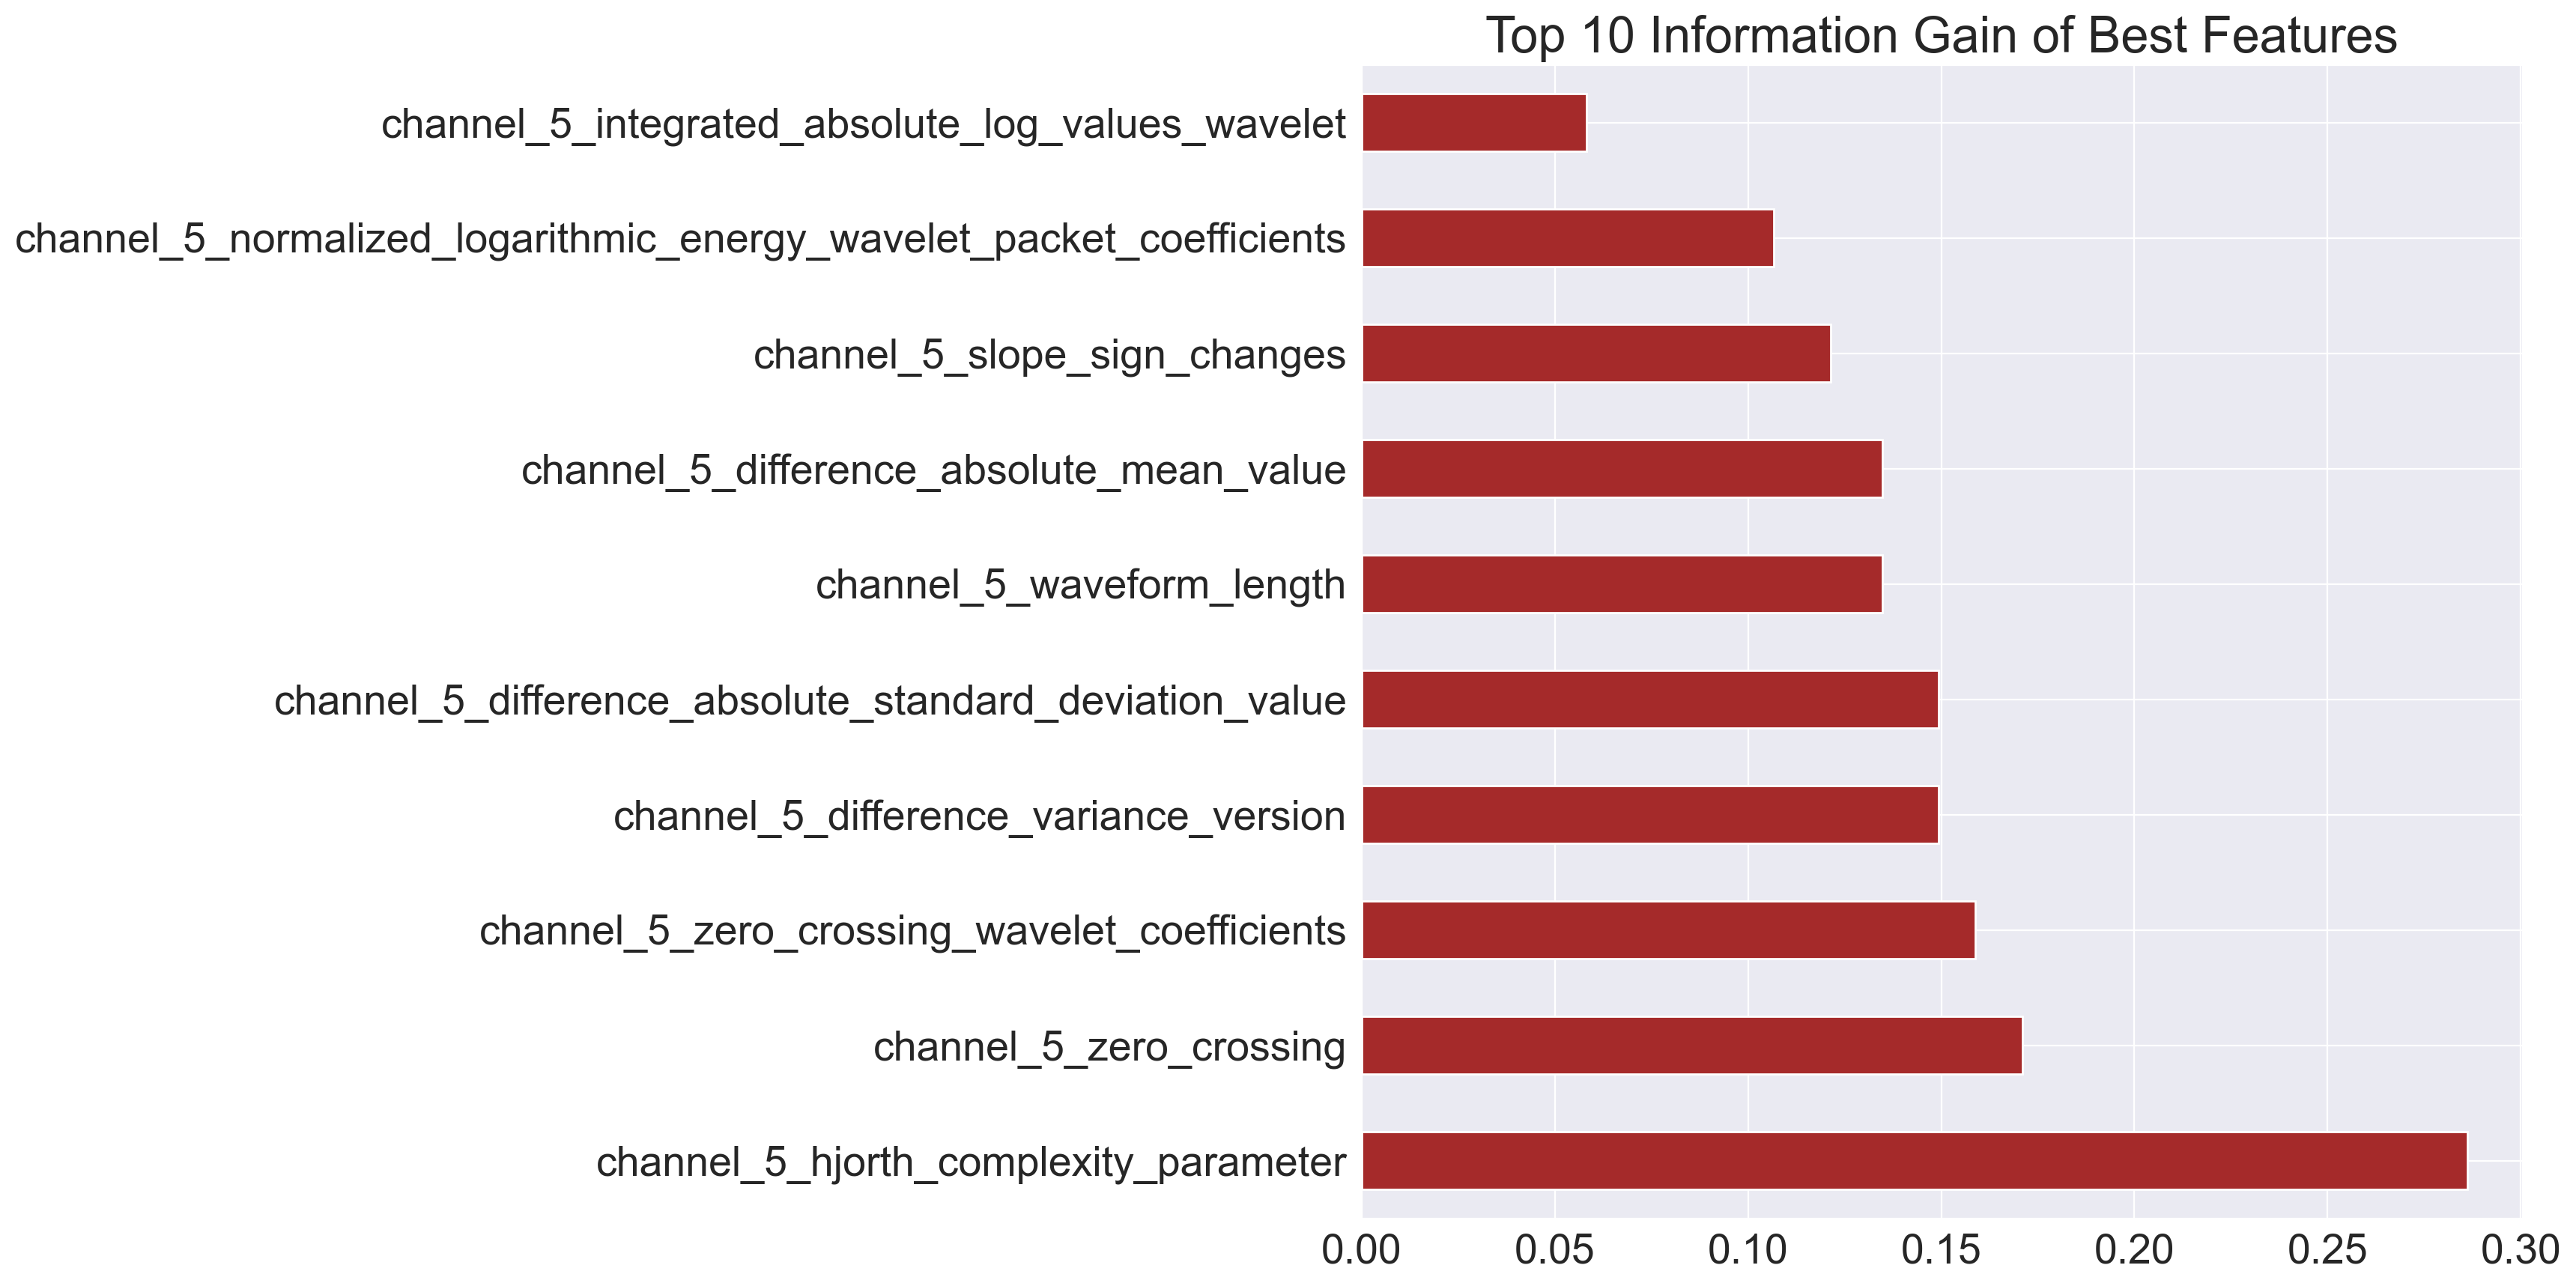 Top 10 Information Gain of Best Features
channel_5_integrated_absolute_log_values_wavelet
channel_5_normalized_logarithmic_energy_wavelet_packet_coefficients
channel_5_slope_sign_changes
channel_5_difference_absolute_mean_value
channel_5_waveform_length
channel_5_difference_absolute_standard_deviation_value
channel_5_difference_variance_version
channel_5_zero_crossing_wavelet_coefficients
channel_5_zero_crossing
channel_5_hjorth_complexity_parameter
0.00 0.05 0.10 0.15 0.20 0.25 0.30